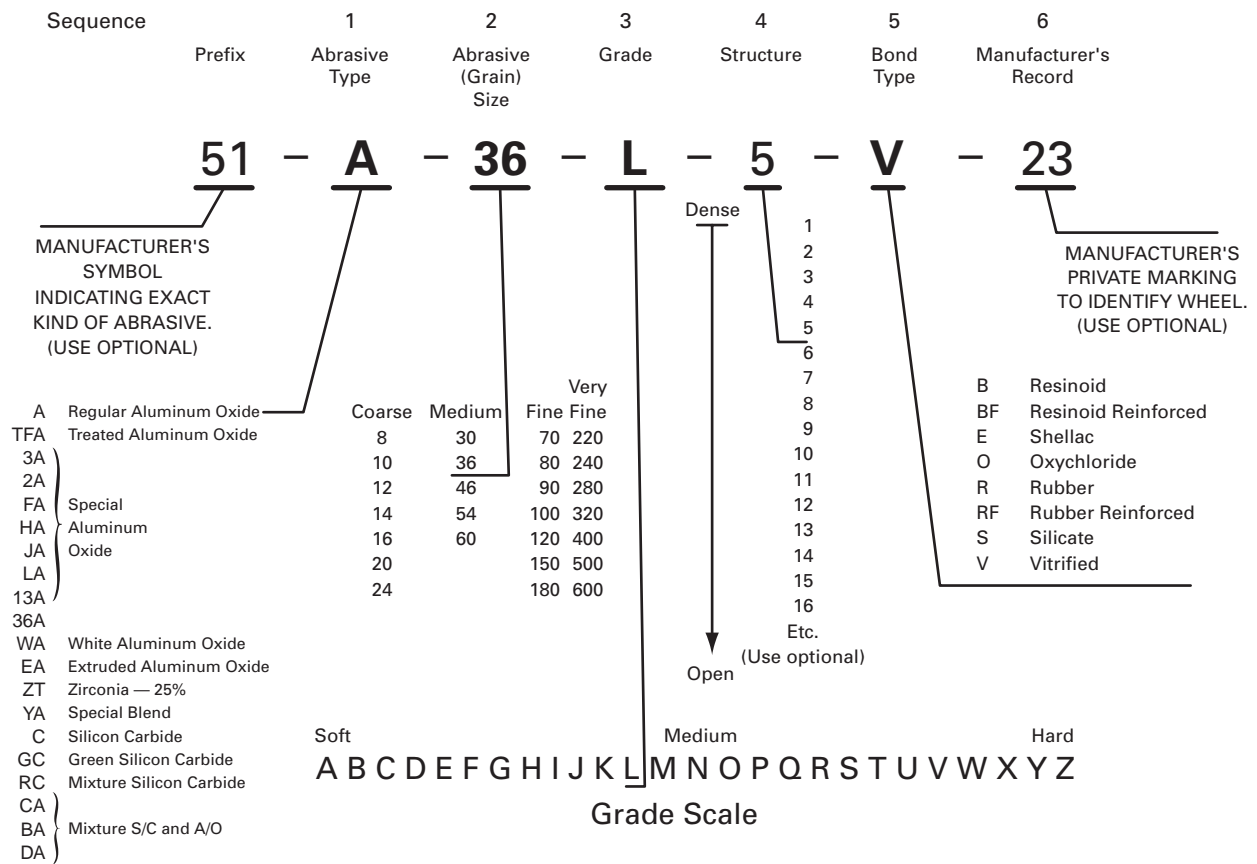 Sequence 1 2 3 4 5 6
Prefix Abrasive Type Abrasive (Grain) Size Grade Structure Bond Type Manufacturer's Record
51 – A – 36 – L – 5 – V – 23
MANUFACTURER'S
SYMBOL
INDICATING EXACT
KIND OF ABRASIVE.
(USE OPTIONAL)
A Regular Aluminum Oxide
TFA Treated Aluminum Oxide
3A
2A
FA Special
HA Aluminum
JA Oxide
LA
13A
36A
WA White Aluminum Oxide
EA Extruded Aluminum Oxide
ZT Zirconia — 25%
YA Special Blend
C Silicon Carbide
GC Green Silicon Carbide
RC Mixture Silicon Carbide
CA
BA Mixture S/C and A/O
DA
Very
Coarse Medium Fine Fine
8 30 70 220
10 36 80 240
12 46 90 280
14 54 100 320
16 60 120 400
20 150 500
24 180 600
Dense
Open
1
2
3
4
5
6
7
8
9
10
11
12
13
14
15
16
Etc.
(Use optional)
MANUFACTURER'S
PRIVATE MARKING
TO IDENTIFY WHEEL.
(USE OPTIONAL)
B Resinoid
BF Resinoid Reinforced
E Shellac
O Oxychloride
R Rubber
RF Rubber Reinforced
S Silicate
V Vitrified
Soft Medium Hard
A B C D E F G H I J K L M N O P Q R S T U V W X Y Z
Grade Scale